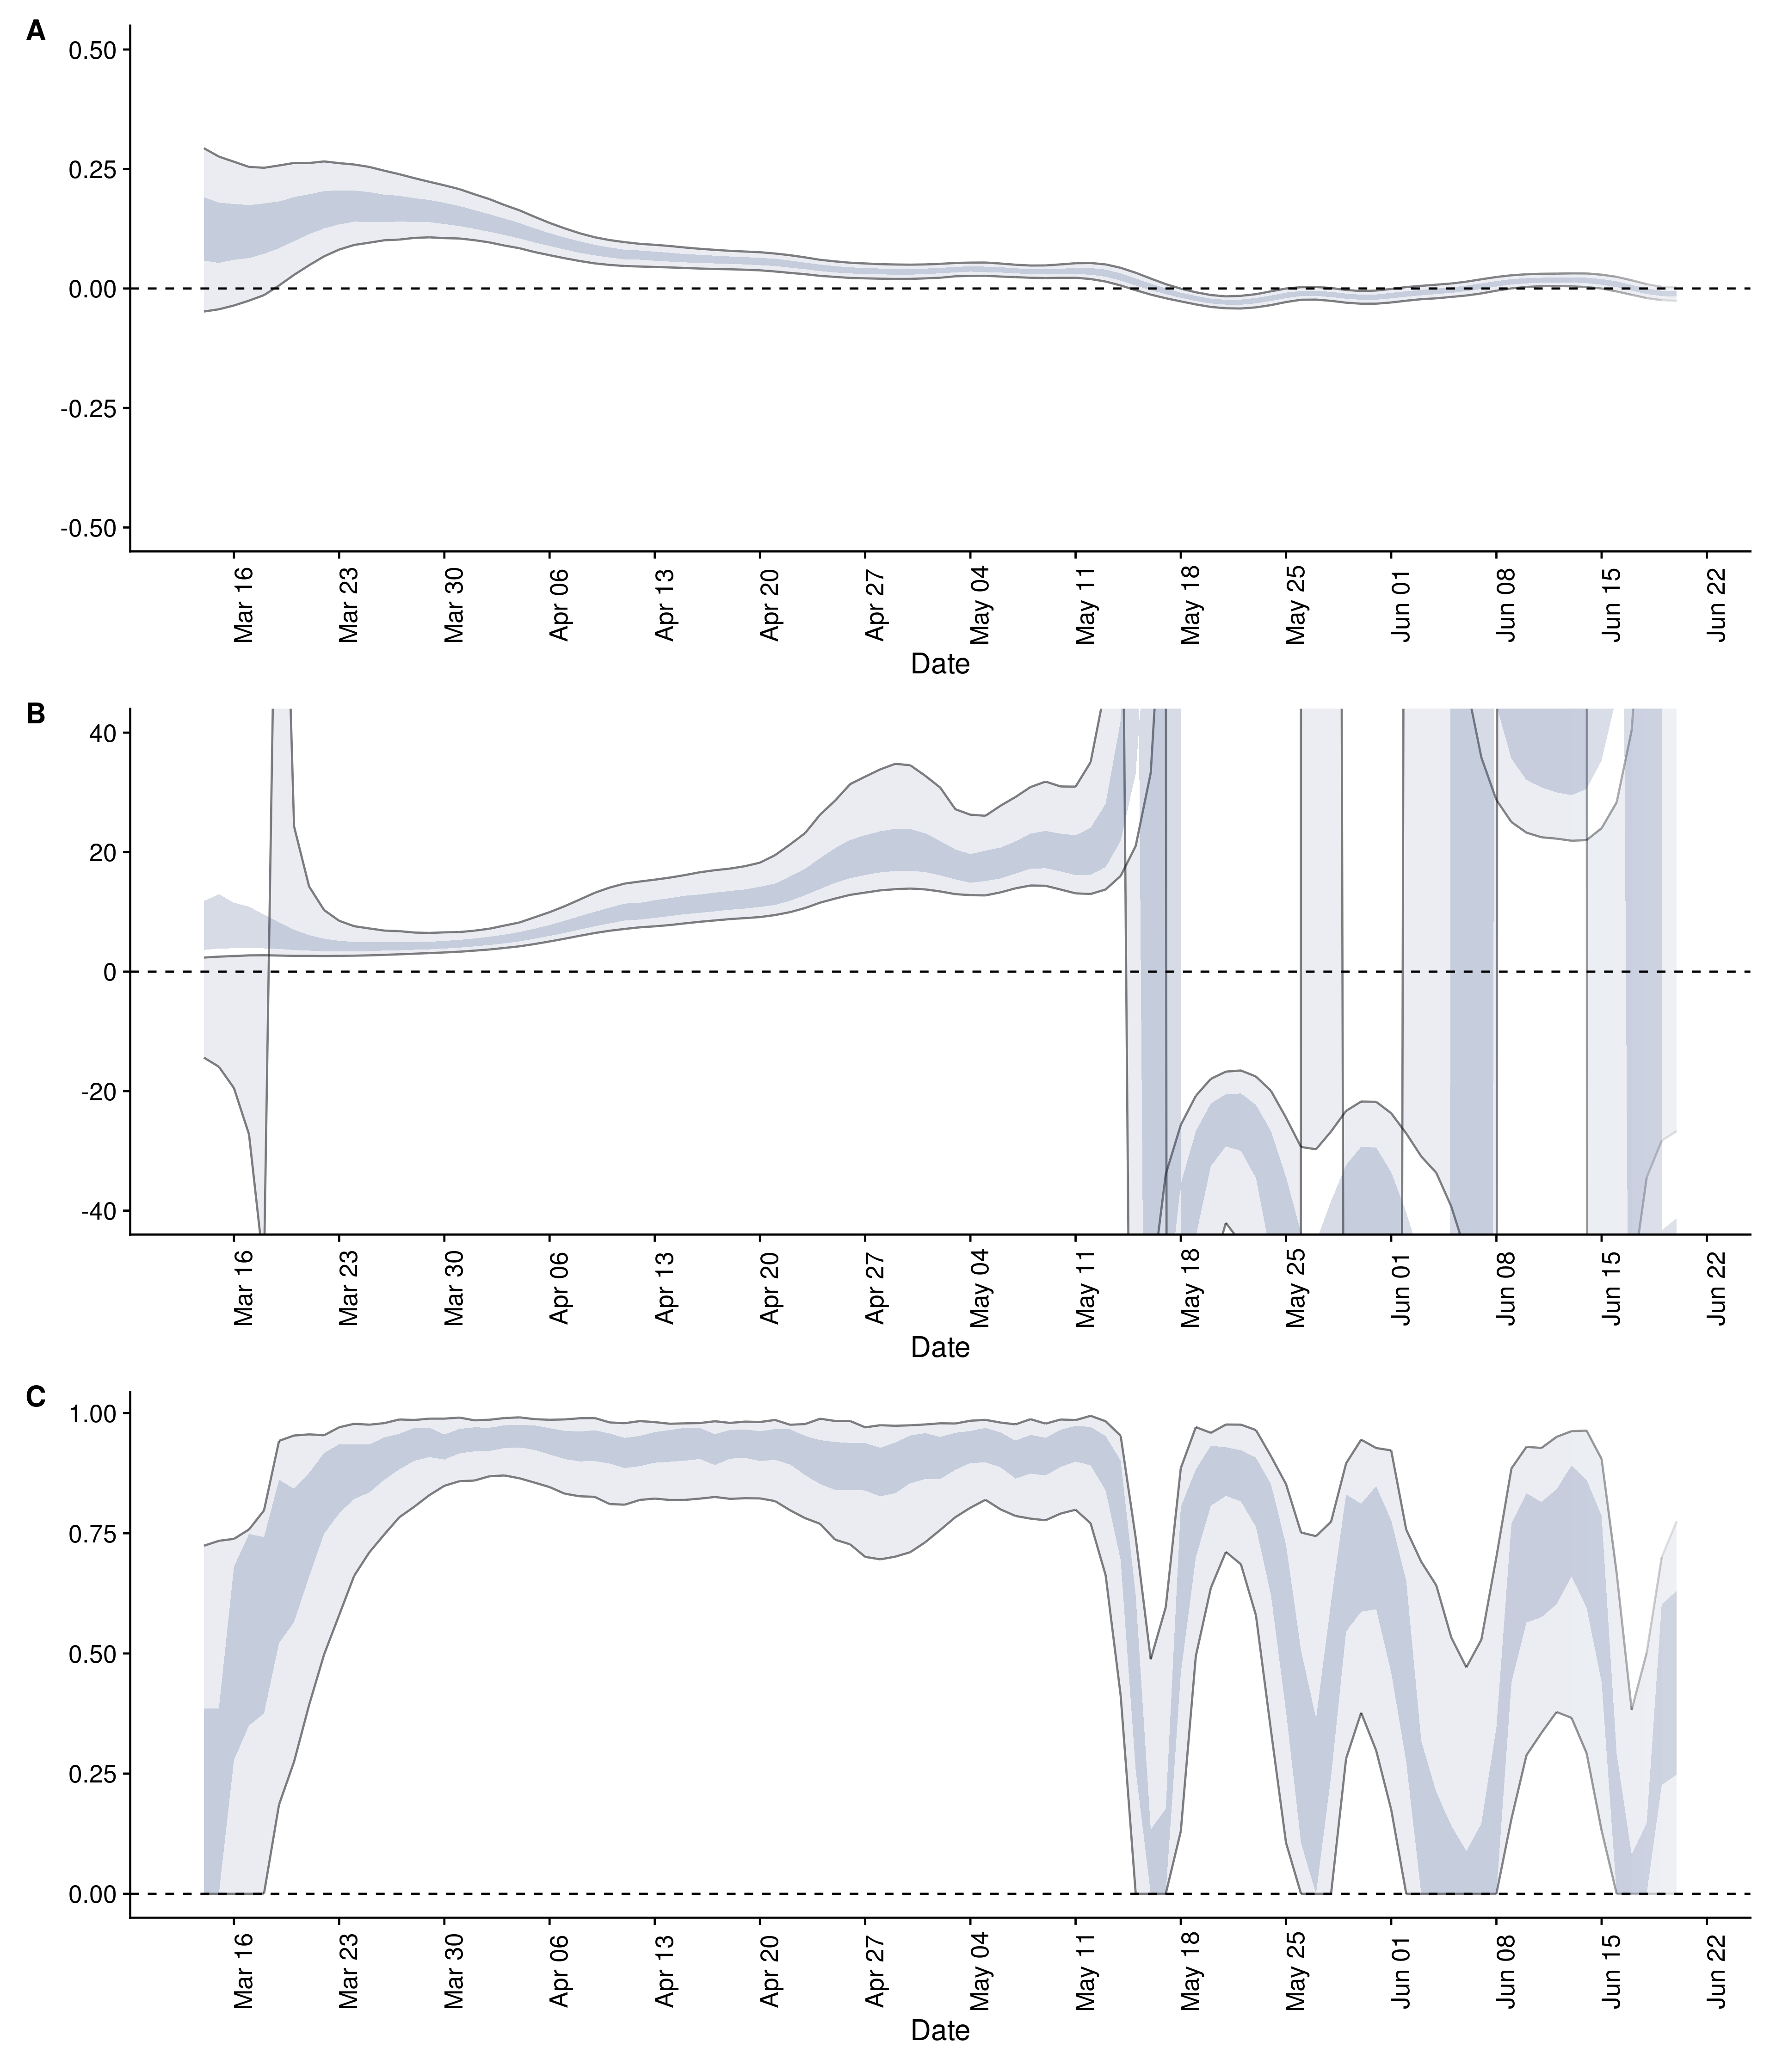 A
0.50
0.25
0.00
-0.25
-0.50
Mar 16
Mar 23
Mar 30
Apr 06
Apr 13
Apr 20
Apr 27
May 04
May 11
May 18
May 25
Jun 01
Jun 08
Jun 15
Jun 22
Date
B
40
20
0
-20
-40
Mar 16
Mar 23
Mar 30
Apr 06
Apr 13
Apr 20
Apr 27
May 04
May 11
May 18
May 25
Jun 01
Jun 08
Jun 15
Jun 22
Date
C
1.00
0.75
0.50
0.25
0.00
Mar 16
Mar 23
Mar 30
Apr 06
Apr 13
Apr 20
Apr 27
May 04
May 11
May 18
May 25
Jun 01
Jun 08
Jun 15
Jun 22
Date